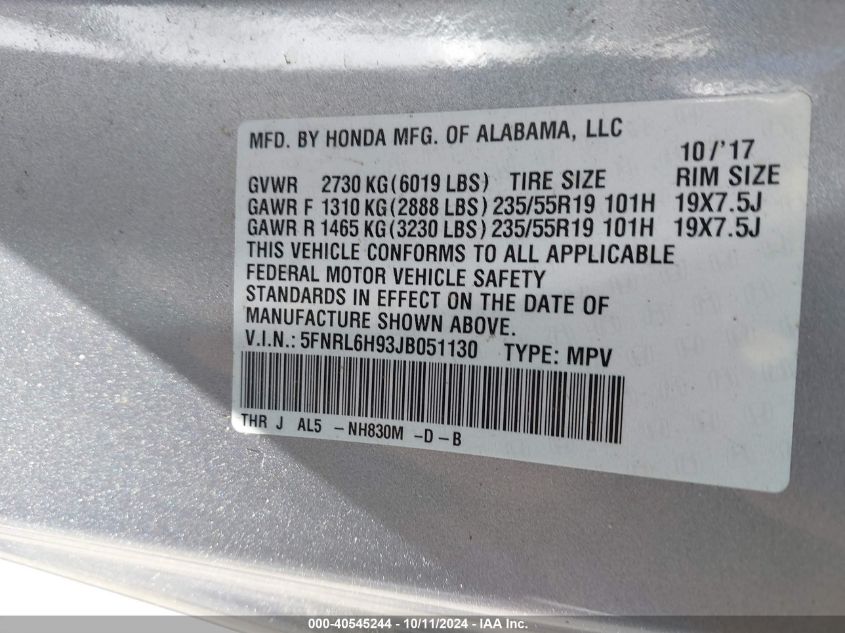 MFD. BY HONDA MFG. OF ALABAMA, LLC
10/'17
GVWR 2730 KG(6019 LBS) TIRE SIZE RIM SIZE
GAWR F 1310 KG(2888 LBS) 235/55R19 101H 19X7.5J
GAWR R 1465 KG(3230 LBS) 235/55R19 101H 19X7.5J
THIS VEHICLE CONFORMS TO ALL APPLICABLE
FEDERAL MOTOR VEHICLE SAFETY
STANDARDS IN EFFECT ON THE DATE OF
MANUFACTURE SHOWN ABOVE.
V.I.N.: 5FNRL6H93JB051130 TYPE: MPV
THR J AL5 -NH830M -D-B
000-40545244 - 10/11/2024 - IAA Inc.